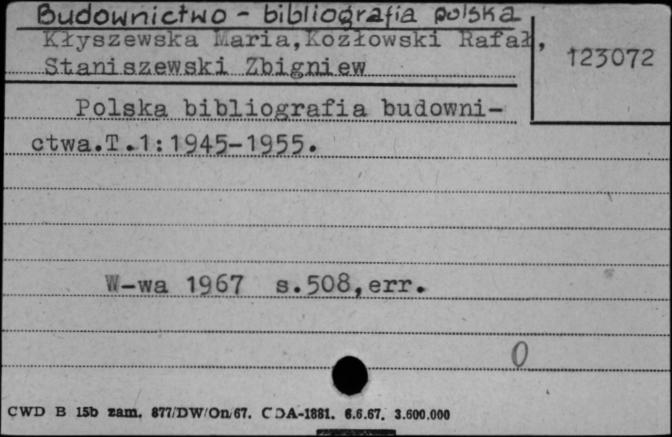 Budownictwo - bibliografia polska
Kłyszewska Maria, Kozłowski Rafał,
Staniszewski Zbigniew
123072
Polska bibliografia budowni-
ctwa.T.1:1945-1955.
W-wa 1967 s.508,err.
0
CWD B 15b zam. 877/DW/On/67. CDA-1881. 6.6.67. 3.600.000